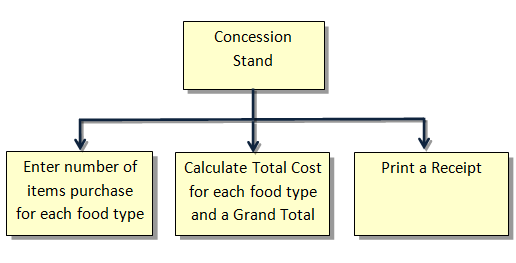 Concession
Stand
Enter number of
items purchase
for each food type
Calculate Total Cost
for each food type
and a Grand Total
Print a Receipt